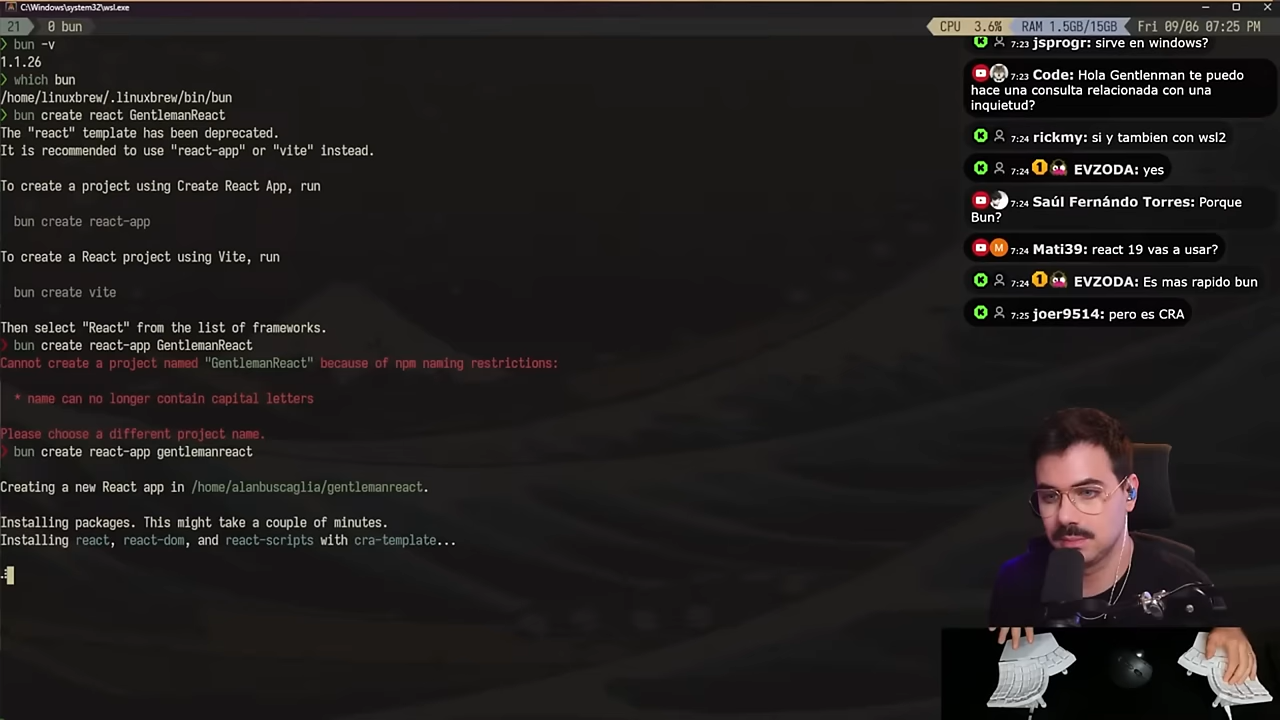 C:\Windows\system32\wsl.exe
21 0 bun CPU 3.6% RAM 1.5GB/15GB Fri 09/06 07:25 PM
❯ bun -v
1.1.26
❯ which bun
/home/linuxbrew/.linuxbrew/bin/bun
❯ bun create react GentlemanReact
The "react" template has been deprecated.
It is recommended to use "react-app" or "vite" instead.
To create a project using Create React App, run
bun create react-app
To create a React project using Vite, run
bun create vite
Then select "React" from the list of frameworks.
❯ bun create react-app GentlemanReact
Cannot create a project named "GentlemanReact" because of npm naming restrictions:
* name can no longer contain capital letters
Please choose a different project name.
❯ bun create react-app gentlemanreact
Creating a new React app in /home/alanbuscaglia/gentlemanreact.
Installing packages. This might take a couple of minutes.
Installing react, react-dom, and react-scripts with cra-template...
7:23 jsprogr: sirve en windows?
7:23 Code: Hola Gentlenman te puedo
hace una consulta relacionada con una
inquietud?
7:24 rickmy: si y tambien con wsl2
7:24 1 EVZODA: yes
7:24 Saúl Fernándo Torres: Porque
Bun?
M 7:24 Mati39: react 19 vas a usar?
7:24 1 EVZODA: Es mas rapido bun
7:25 joer9514: pero es CRA